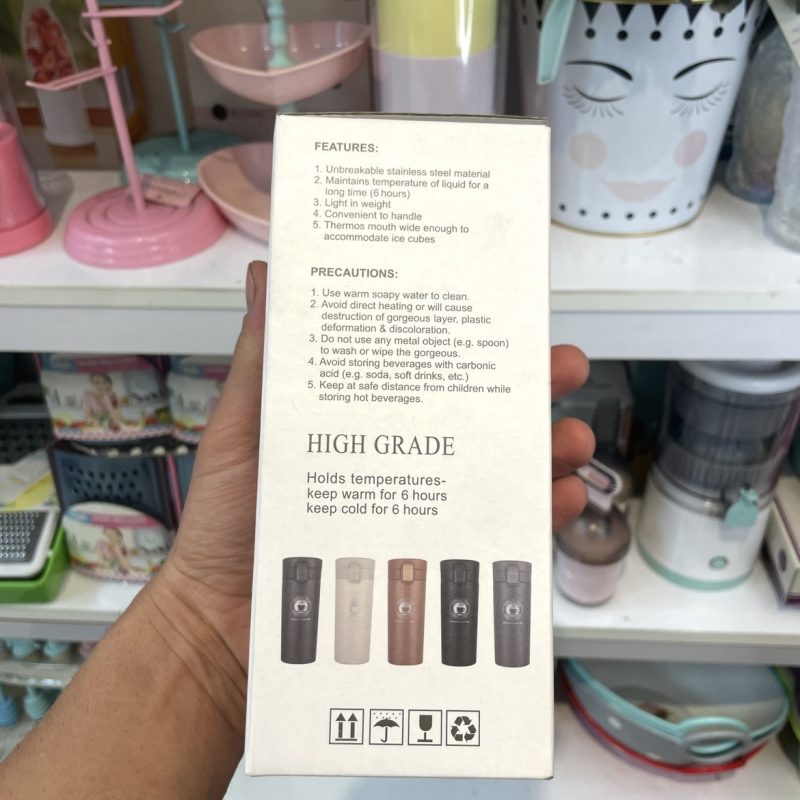 FEATURES:
1. Unbreakable stainless steel material
2. Maintains temperature of liquid for a
long time (6 hours)
3. Light in weight
4. Convenient to handle
5. Thermos mouth wide enough to
accommodate ice cubes
PRECAUTIONS:
1. Use warm soapy water to clean.
2. Avoid direct heating or will cause
destruction of gorgeous layer, plastic
deformation & discoloration.
3. Do not use any metal object (e.g. spoon)
to wash or wipe the gorgeous.
4. Avoid storing beverages with carbonic
acid (e.g. soda, soft drinks, etc.)
5. Keep at safe distance from children while
storing hot beverages.
HIGH GRADE
Holds temperatures-
keep warm for 6 hours
keep cold for 6 hours